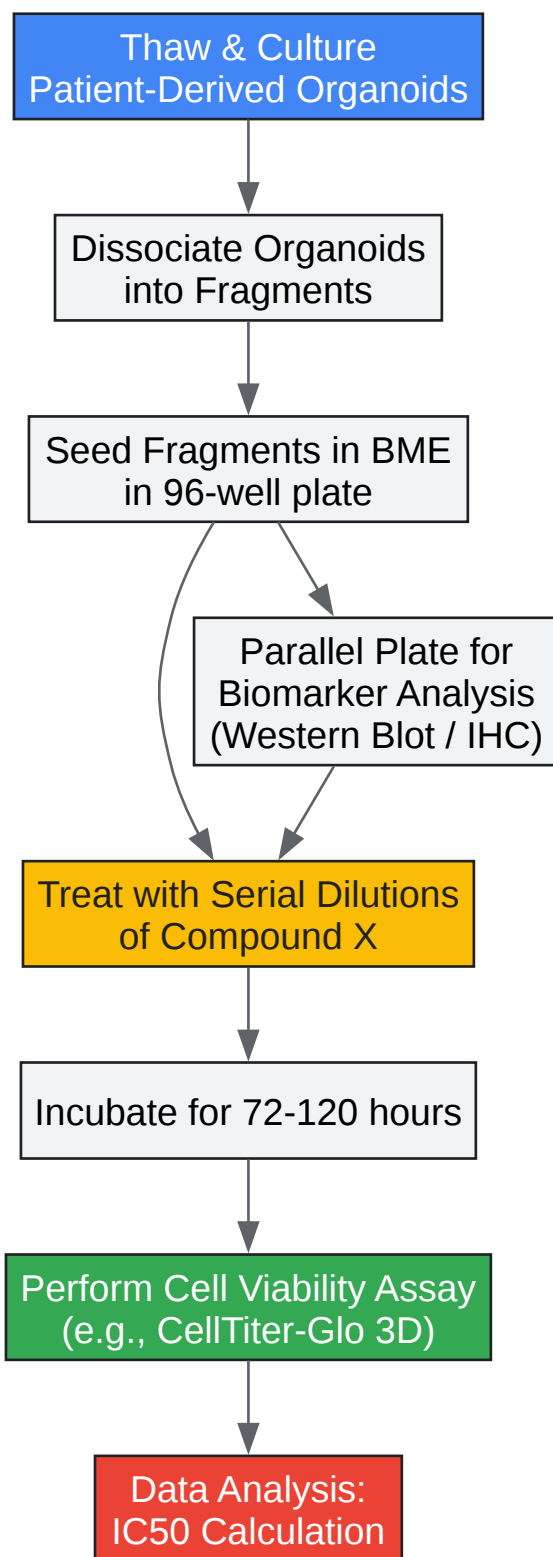 Thaw & Culture
Patient-Derived Organoids
Dissociate Organoids
into Fragments
Seed Fragments in BME
in 96-well plate
Parallel Plate for
Biomarker Analysis
(Western Blot / IHC)
Treat with Serial Dilutions
of Compound X
Incubate for 72-120 hours
Perform Cell Viability Assay
(e.g., CellTiter-Glo 3D)
Data Analysis:
IC50 Calculation